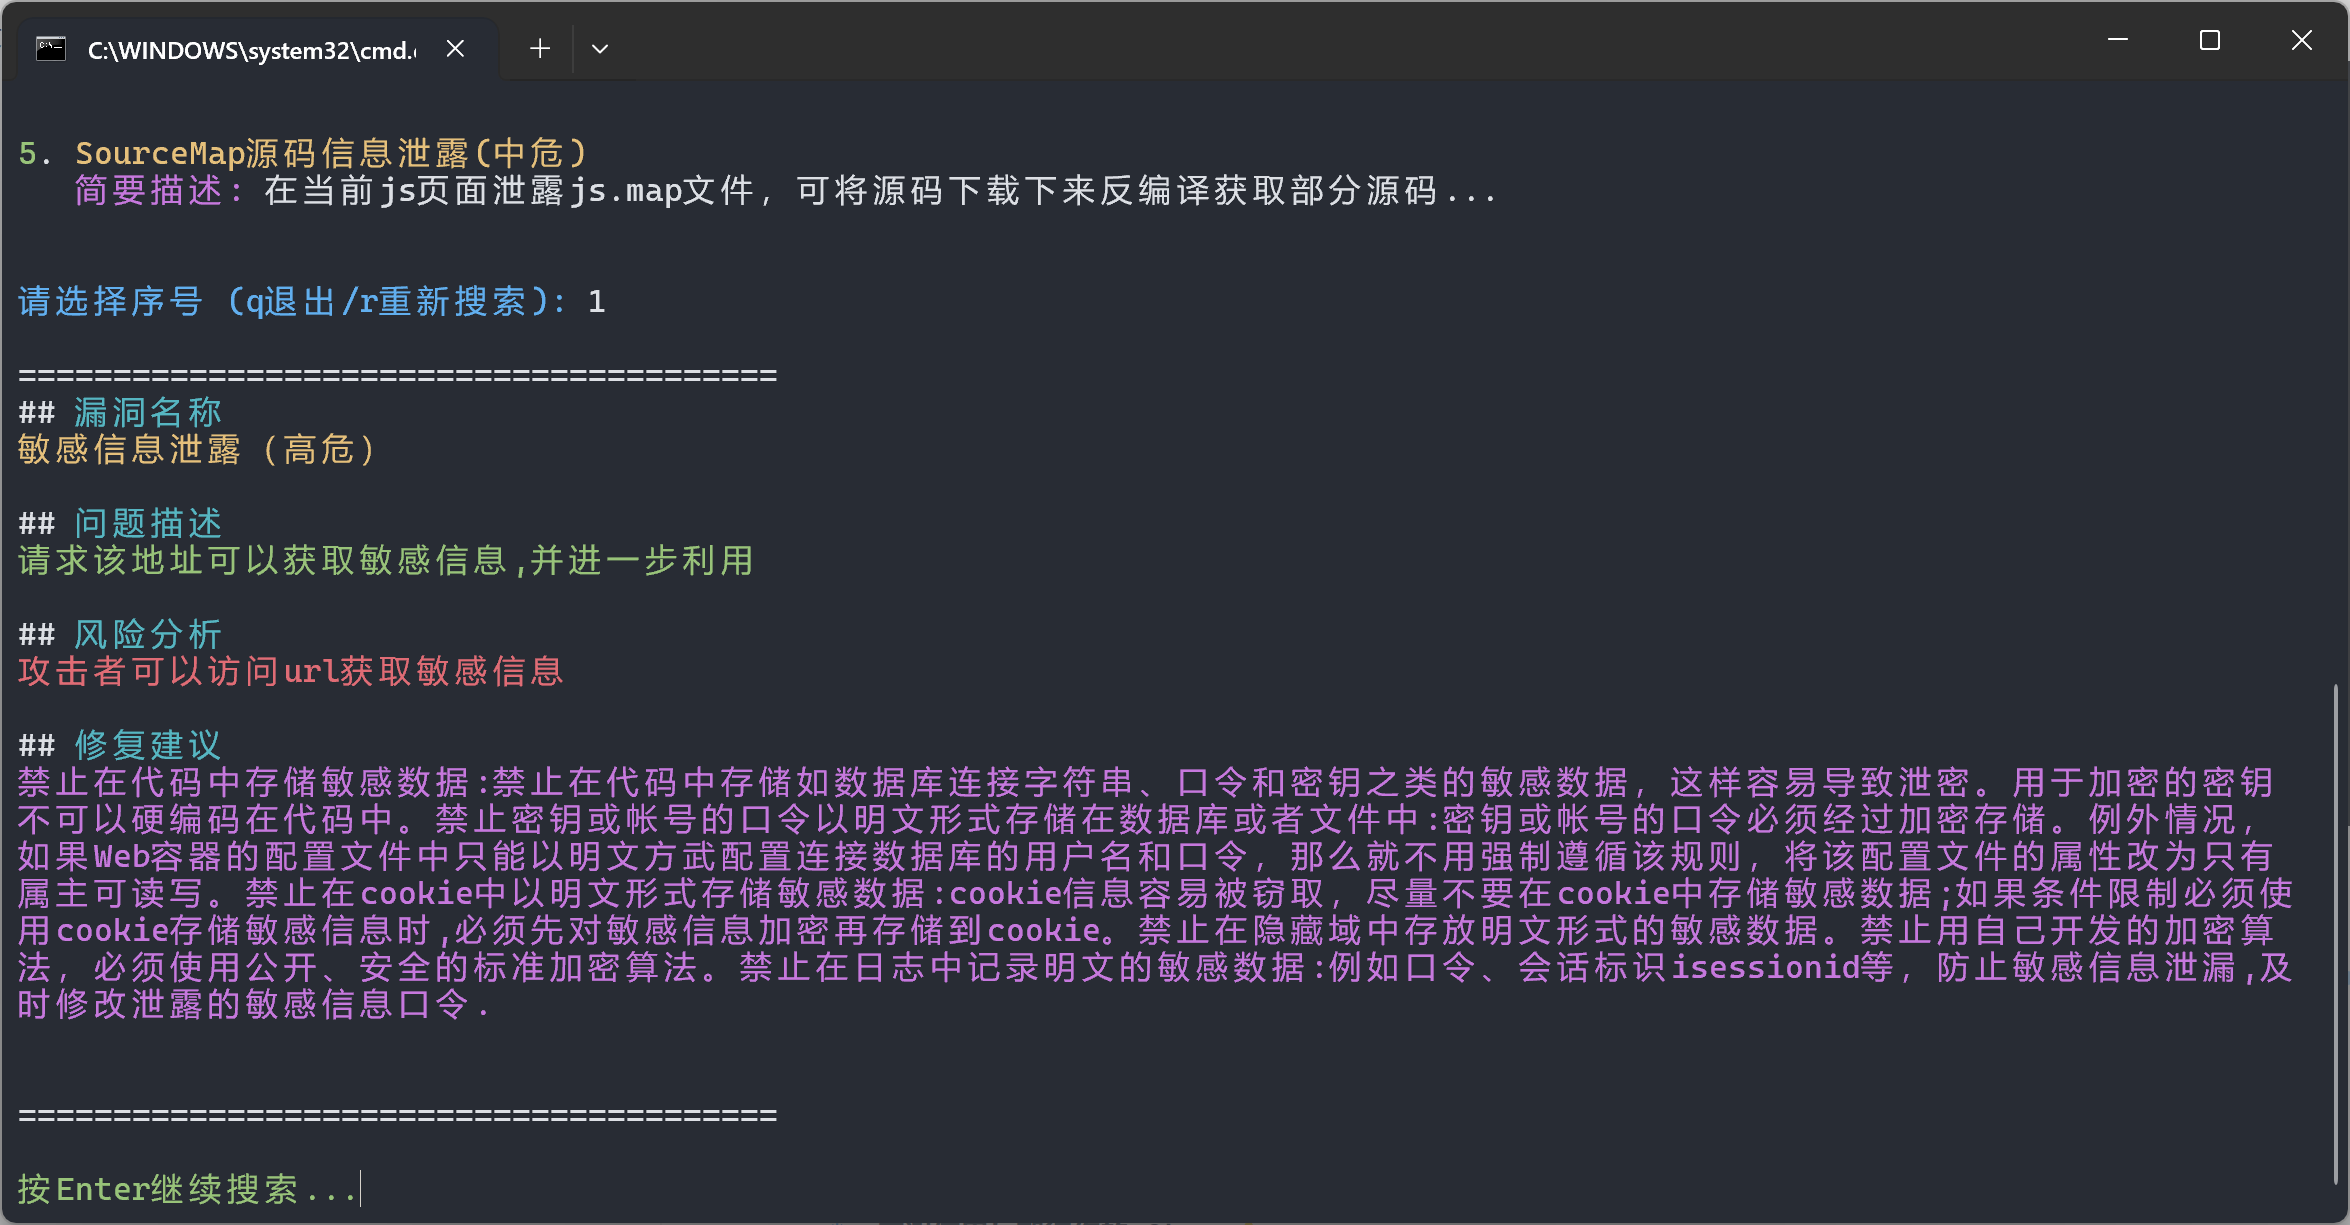 C:\WINDOWS\system32\cmd.
5. SourceMap源码信息泄露(中危)
简要描述: 在当前js页面泄露js.map文件, 可将源码下载下来反编译获取部分源码...
请选择序号 (q退出/r重新搜索): 1
========================================
## 漏洞名称
敏感信息泄露 (高危)
## 问题描述
请求该地址可以获取敏感信息,并进一步利用
## 风险分析
攻击者可以访问url获取敏感信息
## 修复建议
禁止在代码中存储敏感数据:禁止在代码中存储如数据库连接字符串、口令和密钥之类的敏感数据, 这样容易导致泄密。用于加密的密钥
不可以硬编码在代码中。禁止密钥或帐号的口令以明文形式存储在数据库或者文件中:密钥或帐号的口令必须经过加密存储。例外情况,
如果Web容器的配置文件中只能以明文方武配置连接数据库的用户名和口令, 那么就不用强制遵循该规则, 将该配置文件的属性改为只有
属主可读写。禁止在cookie中以明文形式存储敏感数据:cookie信息容易被窃取, 尽量不要在cookie中存储敏感数据;如果条件限制必须使
用cookie存储敏感信息时,必须先对敏感信息加密再存储到cookie。禁止在隐藏域中存放明文形式的敏感数据。禁止用自己开发的加密算
法, 必须使用公开、安全的标准加密算法。禁止在日志中记录明文的敏感数据:例如口令、会话标识isessionid等, 防止敏感信息泄漏,及
时修改泄露的敏感信息口令.
========================================
按Enter继续搜索...